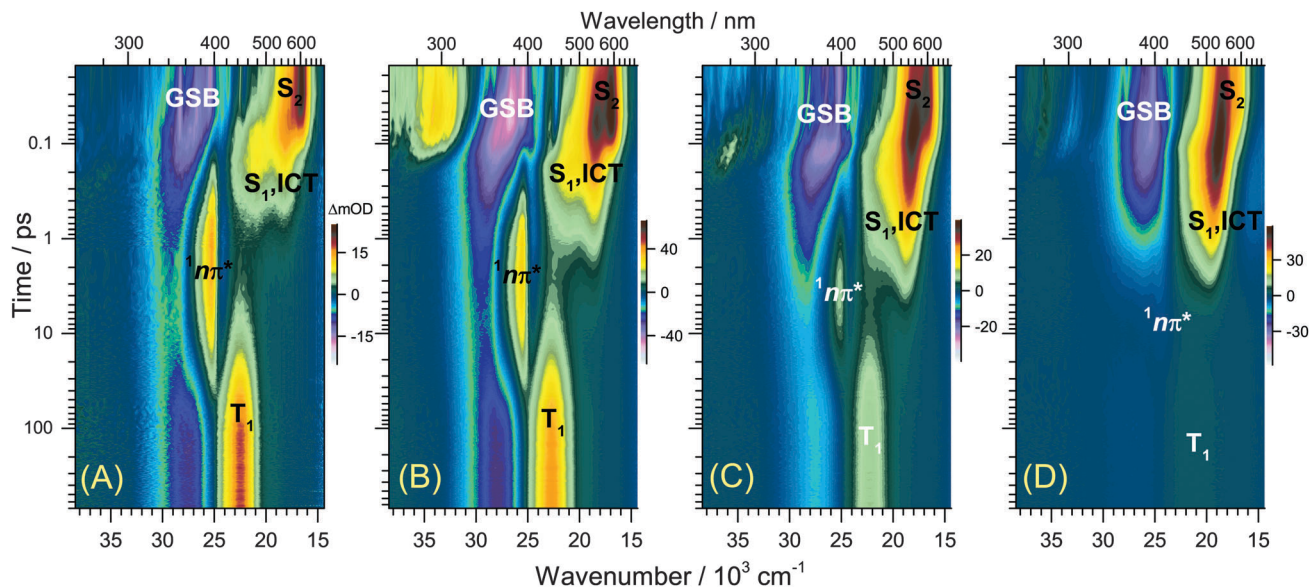 Wavelength / nm
300 400 500 600
300 400 500 600
300 400 500 600
300 400 500 600
GSB S₂
GSB S₂
GSB S₂
GSB S₂
Time / ps
0.1
1
10
100
S₁,ICT
S₁,ICT
S₁,ICT
S₁,ICT
ΔmOD
15
0
-15
40
20
0
-20
-40
20
0
-20
30
0
-30
¹nπ*
¹nπ*
¹nπ*
¹nπ*
T₁
T₁
T₁
T₁
(A)
(B)
(C)
(D)
35 30 25 20 15
35 30 25 20 15
35 30 25 20 15
35 30 25 20 15
Wavenumber / 10³ cm⁻¹